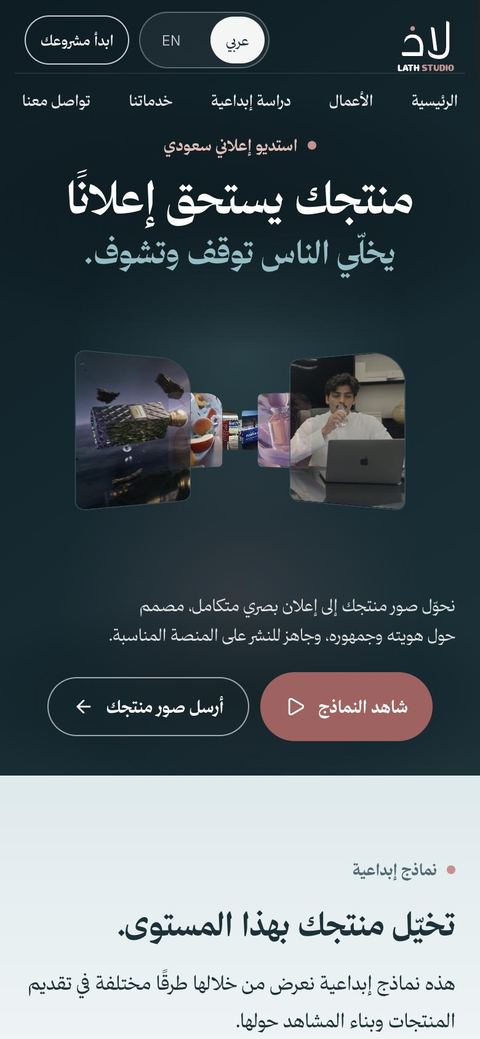 لاذ
LATH STUDIO
عربي
EN
ابدأ مشروعك
الرئيسية
الأعمال
دراسة إبداعية
خدماتنا
تواصل معنا
استديو إعلاني سعودي
منتجك يستحق إعلانًا
يخلّي الناس توقف وتشوف.
نحوّل صور منتجك إلى إعلان بصري متكامل، مصمم
حول هويته وجمهوره، وجاهز للنشر على المنصة المناسبة.
شاهد النماذج
أرسل صور منتجك
نماذج إبداعية
تخيّل منتجك بهذا المستوى.
هذه نماذج إبداعية نعرض من خلالها طرقًا مختلفة في تقديم
المنتجات وبناء المشاهد حولها.